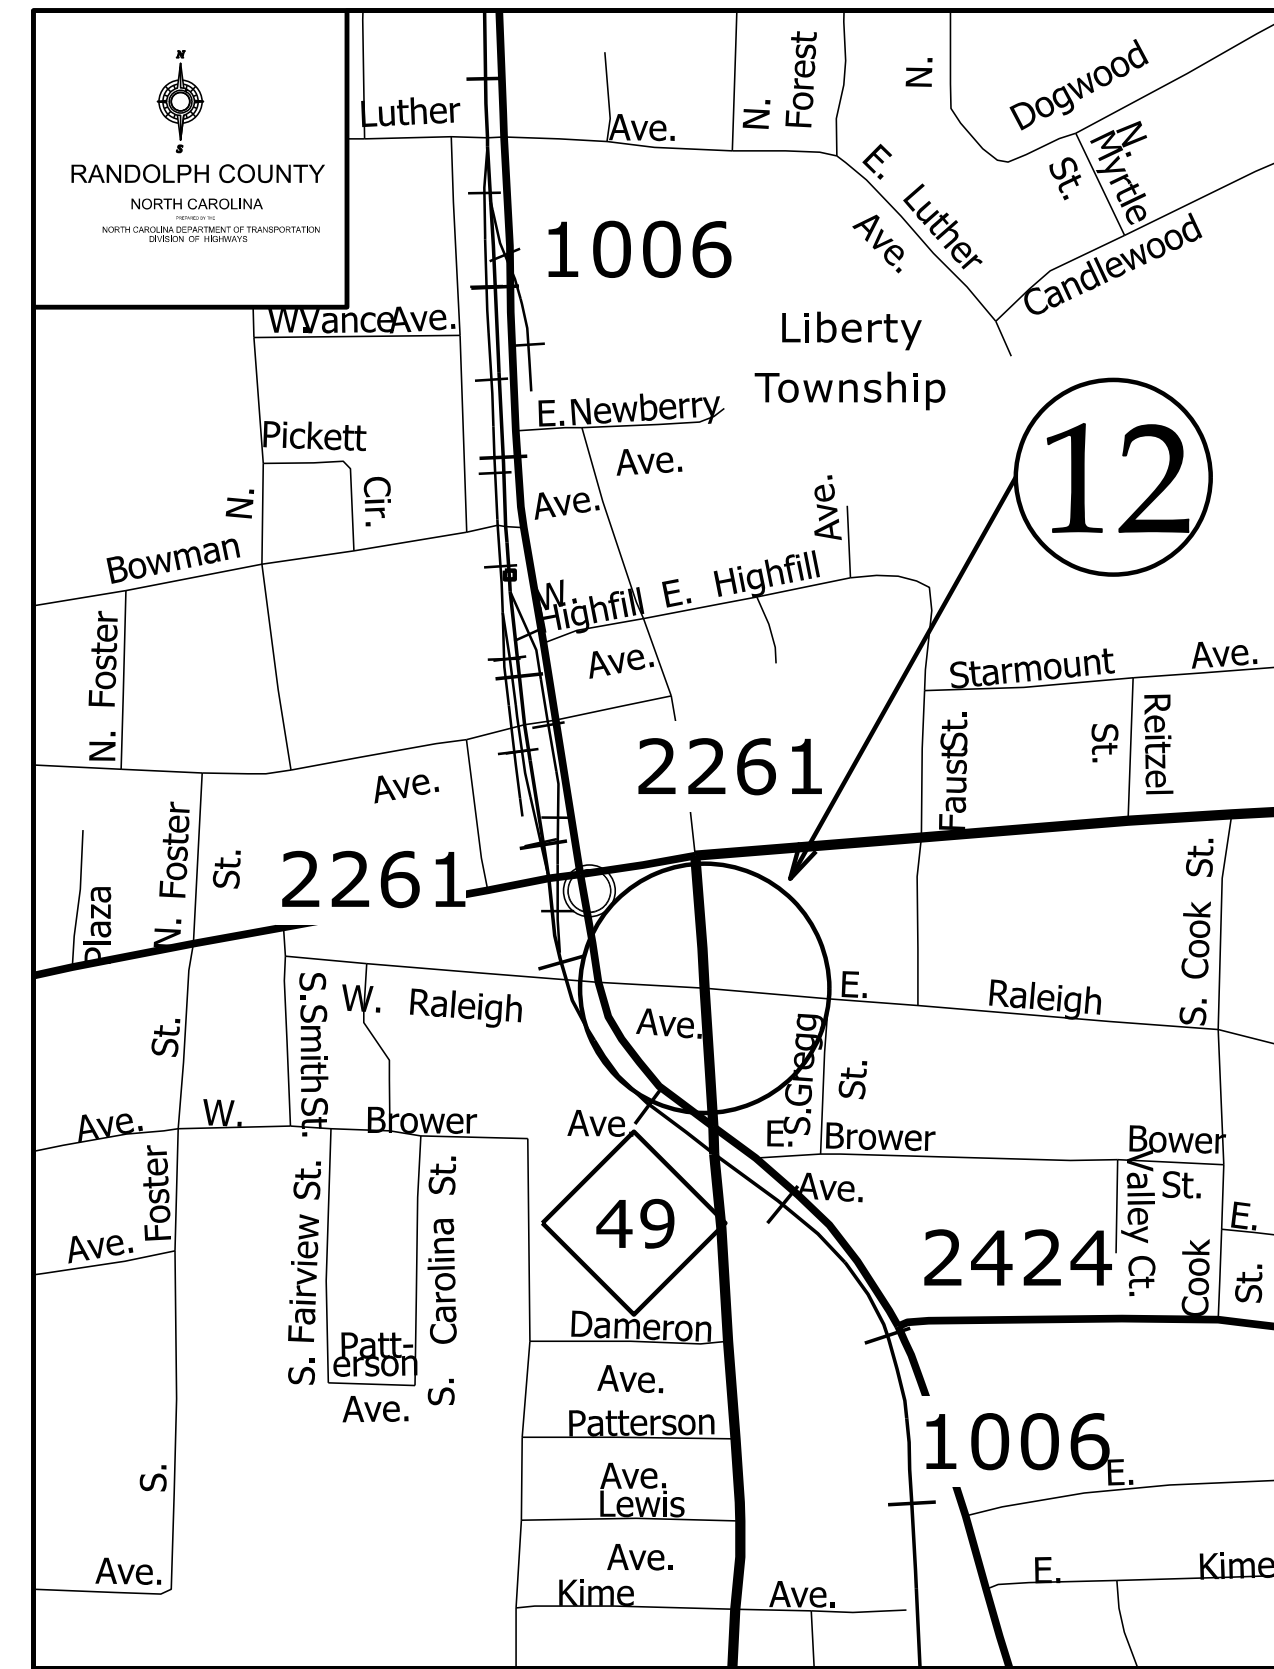 N
S
RANDOLPH COUNTY
NORTH CAROLINA
PREPARED BY THE
NORTH CAROLINA DEPARTMENT OF TRANSPORTATION
DIVISION OF HIGHWAYS
Luther
Ave.
N.
Forest
N.
Dogwood
N.
Myrtle
St.
E.
Luther
Ave.
Candlewood
1006
Liberty
Township
12
W.
Vance
Ave.
E.
Newberry
Ave.
Pickett
Cir.
N.
Ave.
Ave.
Bowman
W.
Highfill
E.
Highfill
Ave.
N.
Foster
Starmount
Ave.
Faust
St.
St.
Reitzel
2261
Ave.
2261
Plaza
N.
Foster
St.
S.
Cook
St.
S.
Smith
St.
W.
Raleigh
Ave.
E.
Raleigh
St.
S.
Gregg
St.
Ave.
W.
Brower
Ave.
E.
Brower
Ave.
Bower
St.
Valley Ct.
Ave.
Foster
S.
Fairview
St.
S.
Carolina
St.
49
2424
Cook
St.
E.
Patt-
erson
Ave.
Dameron
Ave.
Patterson
Ave.
Lewis
Ave.
Kime
Ave.
1006
E.
S.
Ave.
E.
Kime